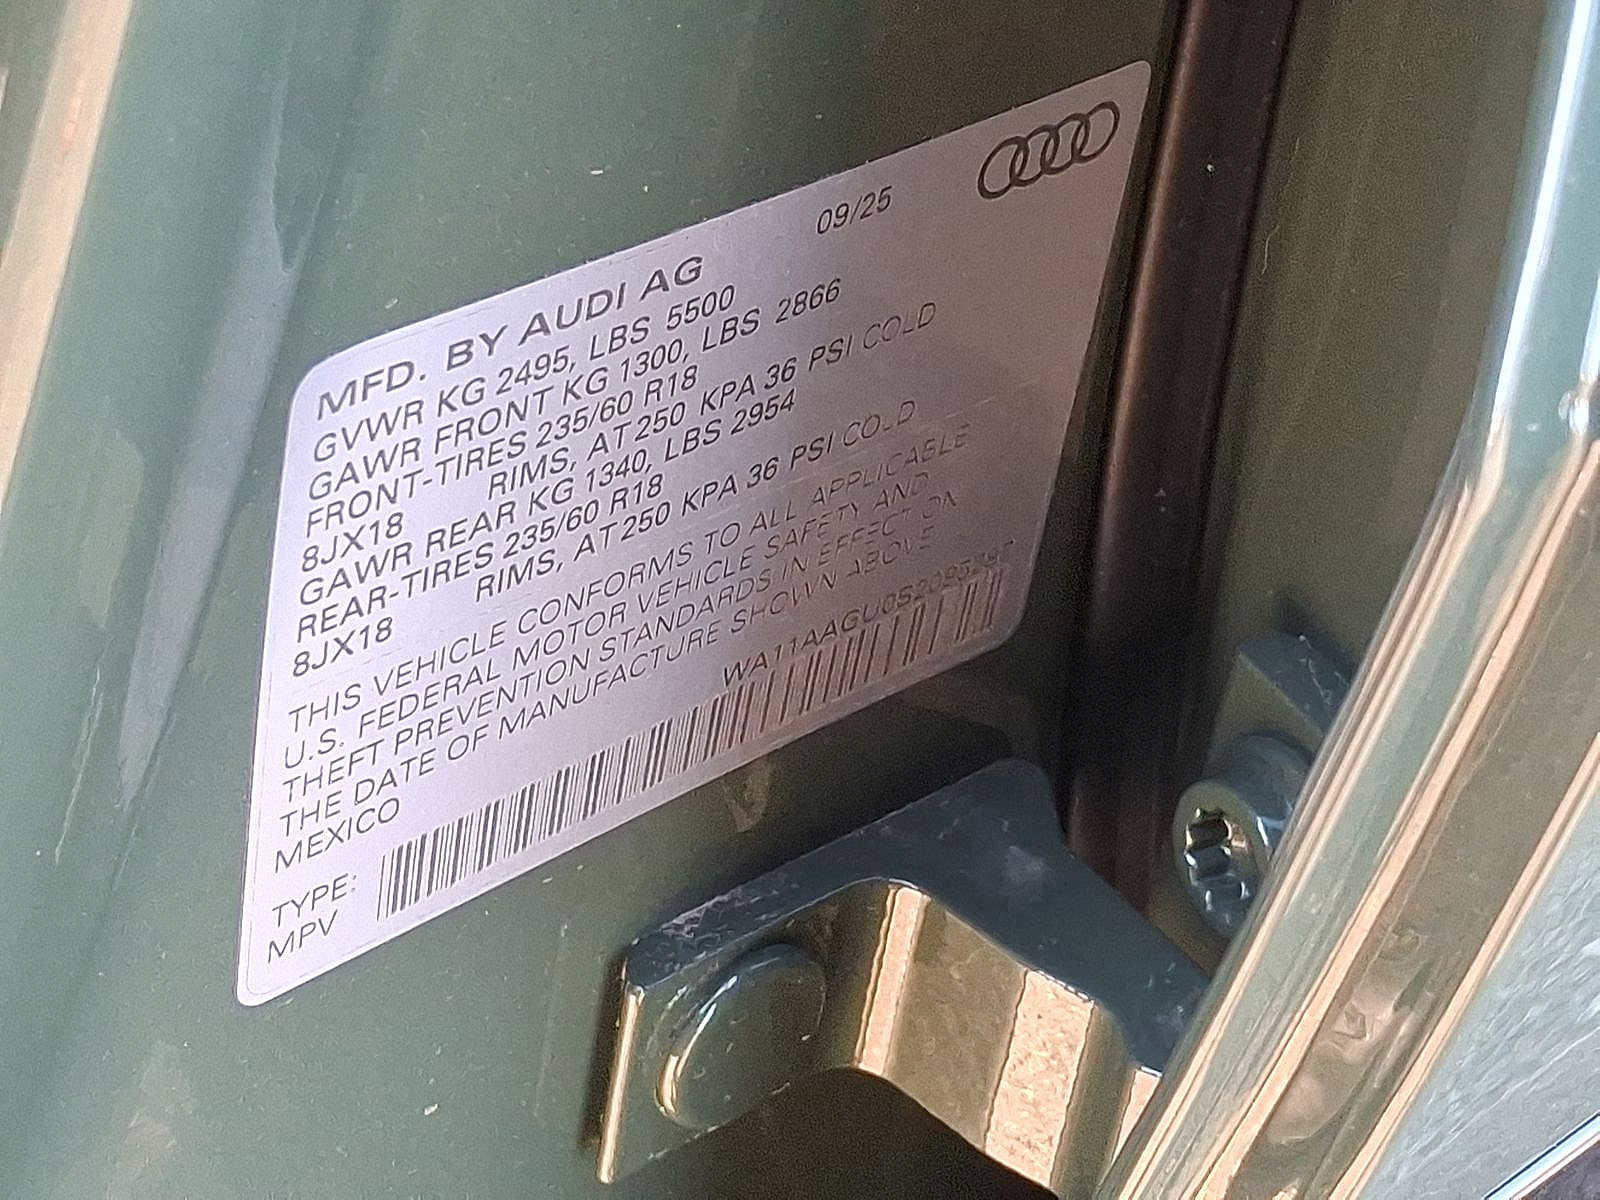 09/25
MFD. BY AUDI AG
GVWR KG 2495, LBS 5500
GAWR FRONT KG 1300, LBS 2866
FRONT-TIRES 235/60 R18
8JX18 RIMS, AT 250 KPA 36 PSI COLD
GAWR REAR KG 1340, LBS 2954
REAR-TIRES 235/60 R18
8JX18 RIMS, AT 250 KPA 36 PSI COLD
THIS VEHICLE CONFORMS TO ALL APPLICABLE
U.S. FEDERAL MOTOR VEHICLE SAFETY AND
THEFT PREVENTION STANDARDS IN EFFECT ON
THE DATE OF MANUFACTURE SHOWN ABOVE
MEXICO
TYPE:
MPV